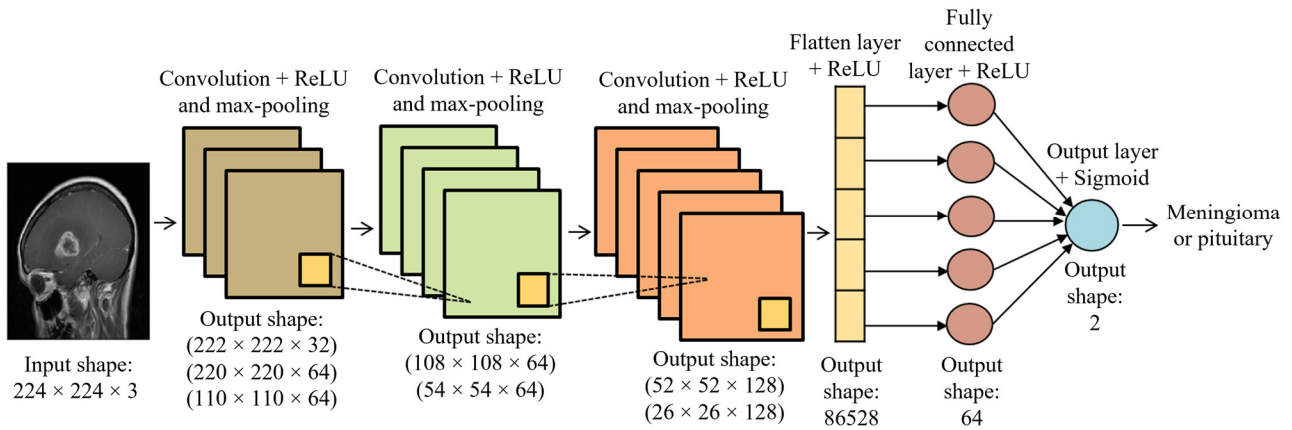 Input shape:
224 × 224 × 3
Convolution + ReLU
and max-pooling
Output shape:
(222 × 222 × 32)
(220 × 220 × 64)
(110 × 110 × 64)
Convolution + ReLU
and max-pooling
Output shape:
(108 × 108 × 64)
(54 × 54 × 64)
Convolution + ReLU
and max-pooling
Output shape:
(52 × 52 × 128)
(26 × 26 × 128)
Flatten layer
+ ReLU
Output
shape:
86528
Fully
connected
layer + ReLU
Output
shape:
64
Output layer
+ Sigmoid
Output
shape:
2
Meningioma
or pituitary